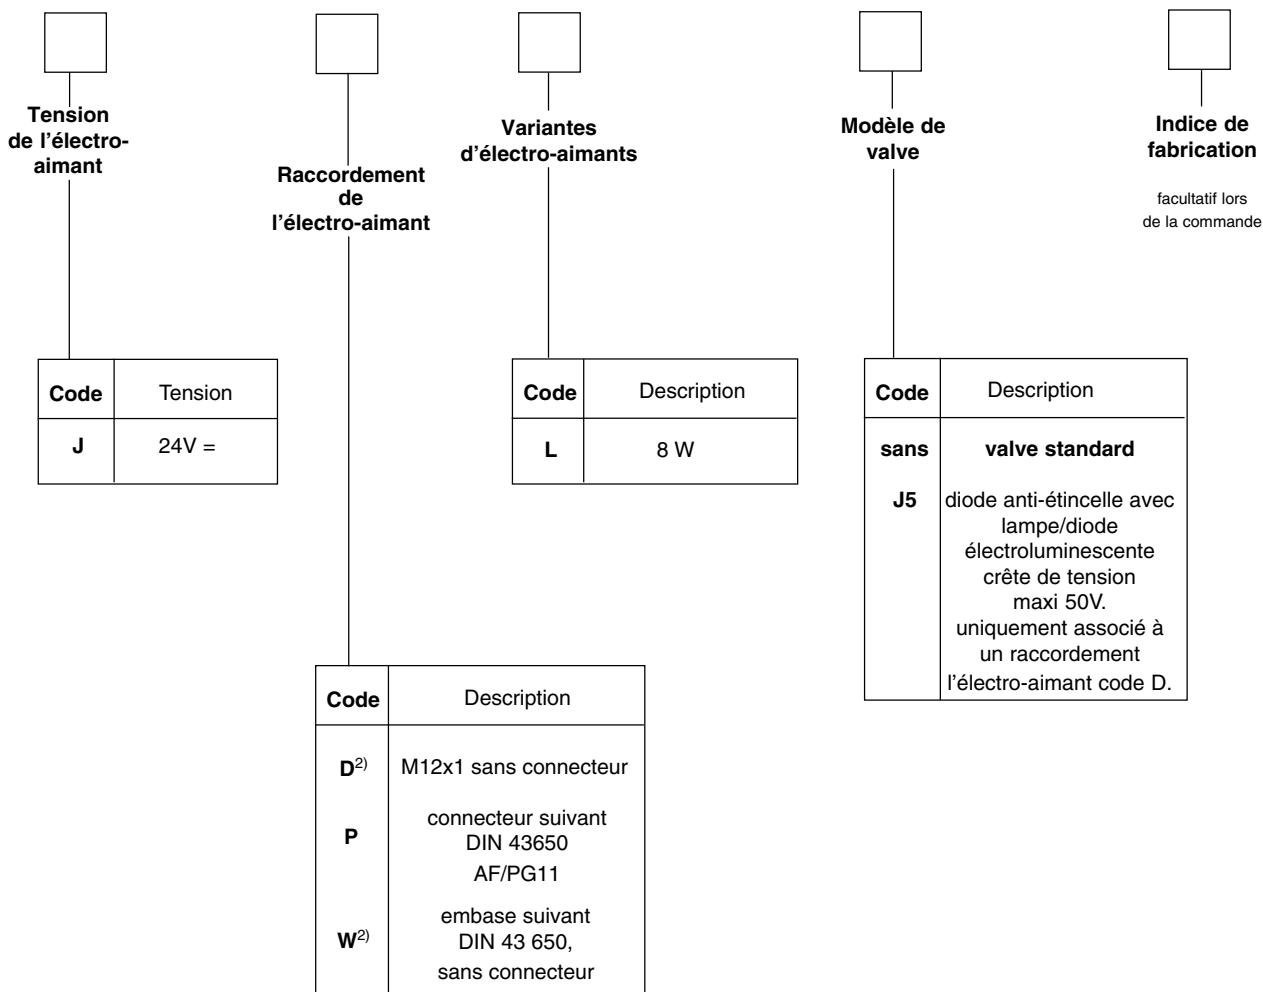 Tension
de l'électro-
aimant
Raccordement
de
l'électro-aimant
Variantes
d'électro-aimants
Modèle de
valve
Indice de
fabrication
facultatif lors
de la commande
Code Tension
J 24V =
Code Description
L 8 W
Code Description
sans valve standard
J5 diode anti-étincelle avec
lampe/diode
électroluminescente
crête de tension
maxi 50V.
uniquement associé à
un raccordement
l'électro-aimant code D.
Code Description
D2) M12x1 sans connecteur
P connecteur suivant
DIN 43650
AF/PG11
W2) embase suivant
DIN 43 650,
sans connecteur